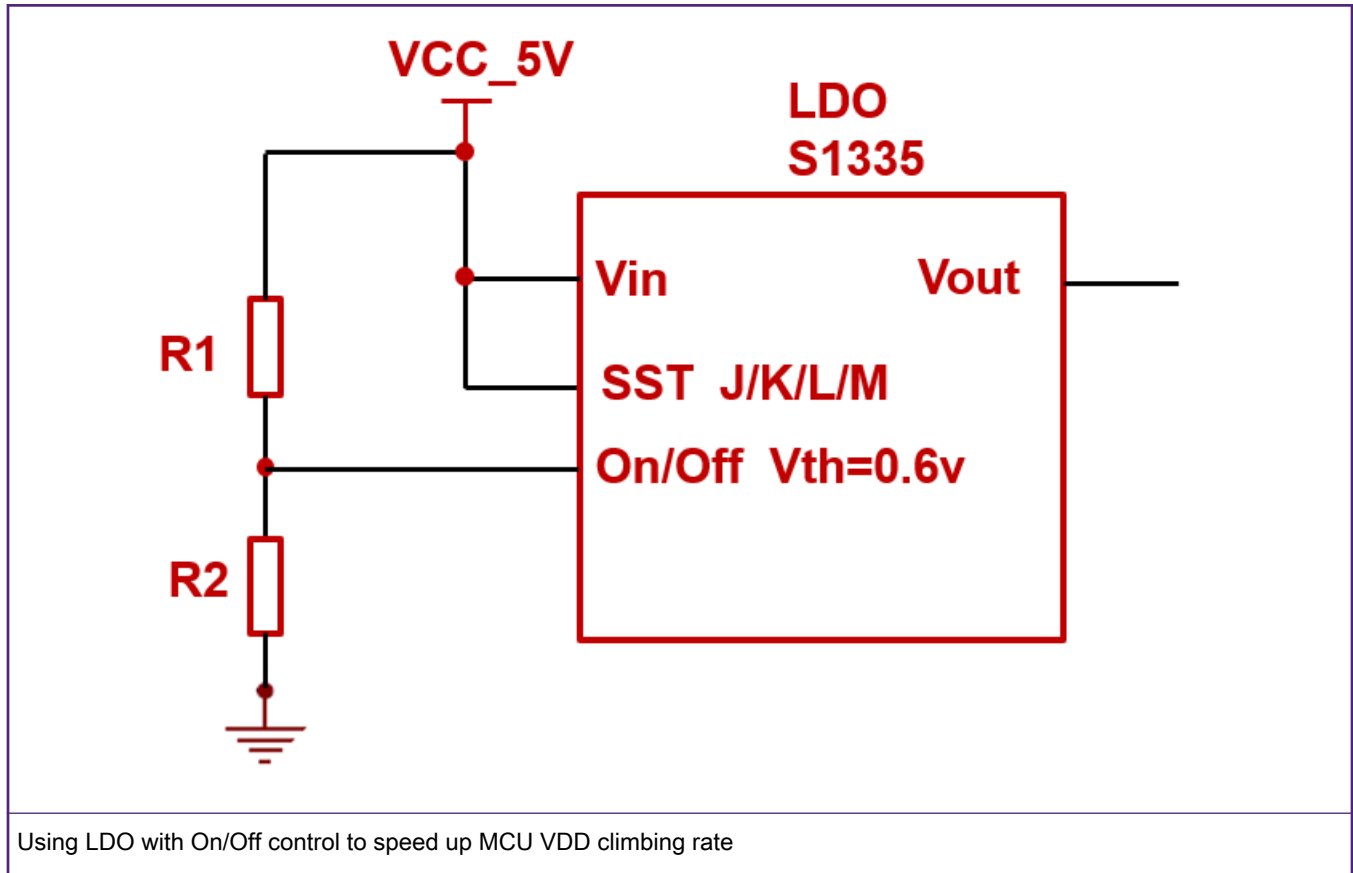 VCC_5V
LDO
S1335
Vin
Vout
R1
SST J/K/L/M
On/Off Vth=0.6v
R2
Using LDO with On/Off control to speed up MCU VDD climbing rate